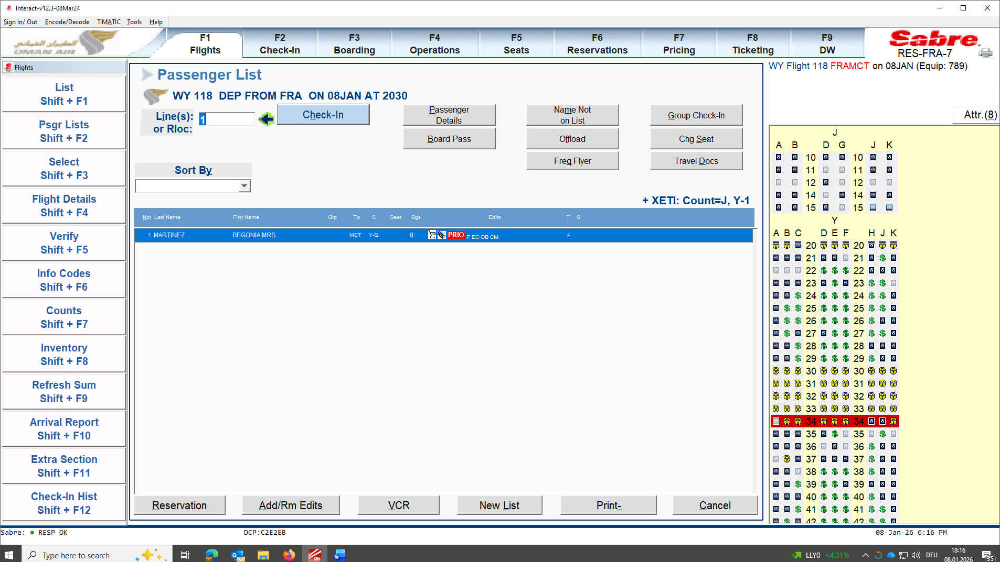 Interact-v12.3-08Mar24
Sign In/ Out Encode/Decode TIMATIC Tools Help
الطيران العماني
OMAN AIR
F1 Flights
F2 Check-In
F3 Boarding
F4 Operations
F5 Seats
F6 Reservations
F7 Pricing
F8 Ticketing
F9 DW
Sabre.
RES-FRA-7
Flights
List
Shift + F1
Psgr Lists
Shift + F2
Select
Shift + F3
Flight Details
Shift + F4
Verify
Shift + F5
Info Codes
Shift + F6
Counts
Shift + F7
Inventory
Shift + F8
Refresh Sum
Shift + F9
Arrival Report
Shift + F10
Extra Section
Shift + F11
Check-In Hist
Shift + F12
Passenger List
WY 118 DEP FROM FRA ON 08JAN AT 2030
Line(s):
or Rloc:
1
Check-In
Passenger Details
Name Not on List
Group Check-In
Board Pass
Offload
Chg Seat
Freq Flyer
Travel Docs
Sort By
+ XETI: Count=J, Y-1
Nbr Last Name First Name Grp To C Seat Bgs Edits T S
1 MARTINEZ BEGONIA MRS MCT Y-Q 0 PRIO F EC OB CM F
Reservation
Add/Rm Edits
VCR
New List
Print-
Cancel
WY Flight 118 FRAMCT on 08JAN (Equip: 789)
Attr.(8)
J
A B D G J K
10 10
11 11
12 12
14 14
15 15
Y
A B C D E F H J K
20 20
21 21 $
22 $ $ $ 22
23 $ 23 $ $
$ 24 $ $ $ 24 $ $
$ $ 25 $ $ $ 25 $ $
$ $ 26 $ $ $ 26 $
$ 27 $ $ 27 $ $
$ 28 $ $ $ 28
$ 29 $ $ $ 29 $
30 30
31 31
32 32
33 33
34 34
35 $ 35 $
36 36 $
37 37 $
38 $ $ $ 38 $
$ 39 $ $ 39
40 $ $ $ 40 $
$ 41 $ $ $ 41 $ $
$ $ 42 $ $ $ 42 $ $
Sabre: RESP OK
DCP:C2E2EB
08-Jan-26 6:16 PM
Type here to search
Qik
LLY0 +4.31%
DEU
18:16
08.01.2026
35